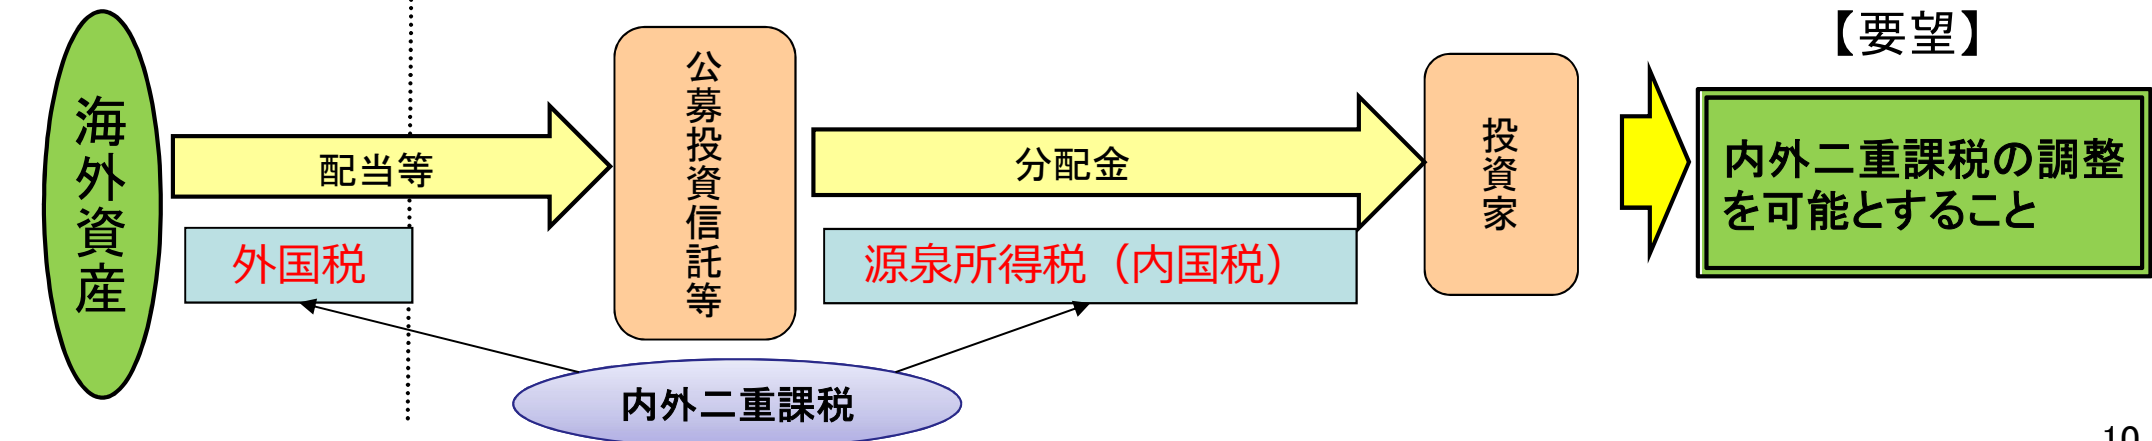 【要望】
海外資産
配当等
外国税
公募投資信託等
分配金
源泉所得税（内国税）
投資家
内外二重課税の調整
を可能とすること
内外二重課税
10